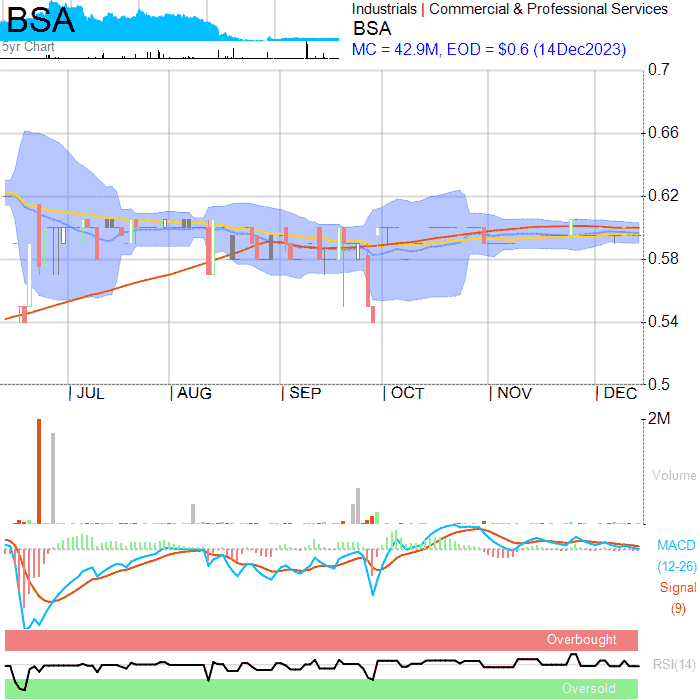 BSA
5yr Chart
Industrials | Commercial & Professional Services
BSA
MC = 42.9M, EOD = $0.6 (14Dec2023)
0.7
0.66
0.62
0.58
0.54
0.5
JUL
AUG
SEP
OCT
NOV
DEC
2M
Volume
MACD
(12-26)
Signal
(9)
Overbought
RSI(14)
Oversold